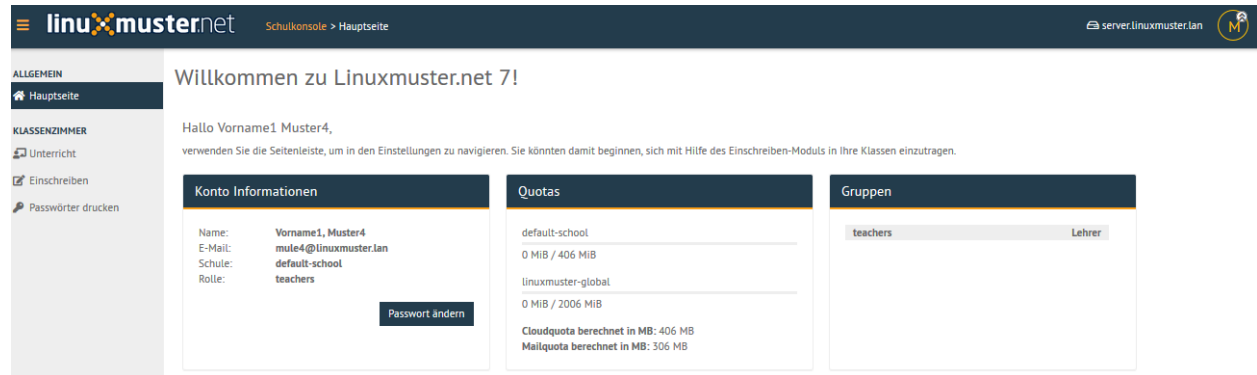 linuxmuster.net
Schulkonsole > Hauptseite
server.linuxmuster.lan
M
ALLGEMEIN
Hauptseite
KLASSENZIMMER
Unterricht
Einschreiben
Passwörter drucken
Willkommen zu Linuxmuster.net 7!
Hallo Vorname1 Muster4,
verwenden Sie die Seitenleiste, um in den Einstellungen zu navigieren. Sie könnten damit beginnen, sich mit Hilfe des Einschreiben-Moduls in Ihre Klassen einzutragen.
Konto Informationen
Name: Vorname1, Muster4
E-Mail: mule4@linuxmuster.lan
Schule: default-school
Rolle: teachers
Passwort ändern
Quotas
default-school
0 MiB / 406 MiB
linuxmuster-global
0 MiB / 2006 MiB
Cloudquota berechnet in MB: 406 MB
Mailquota berechnet in MB: 306 MB
Gruppen
teachers Lehrer